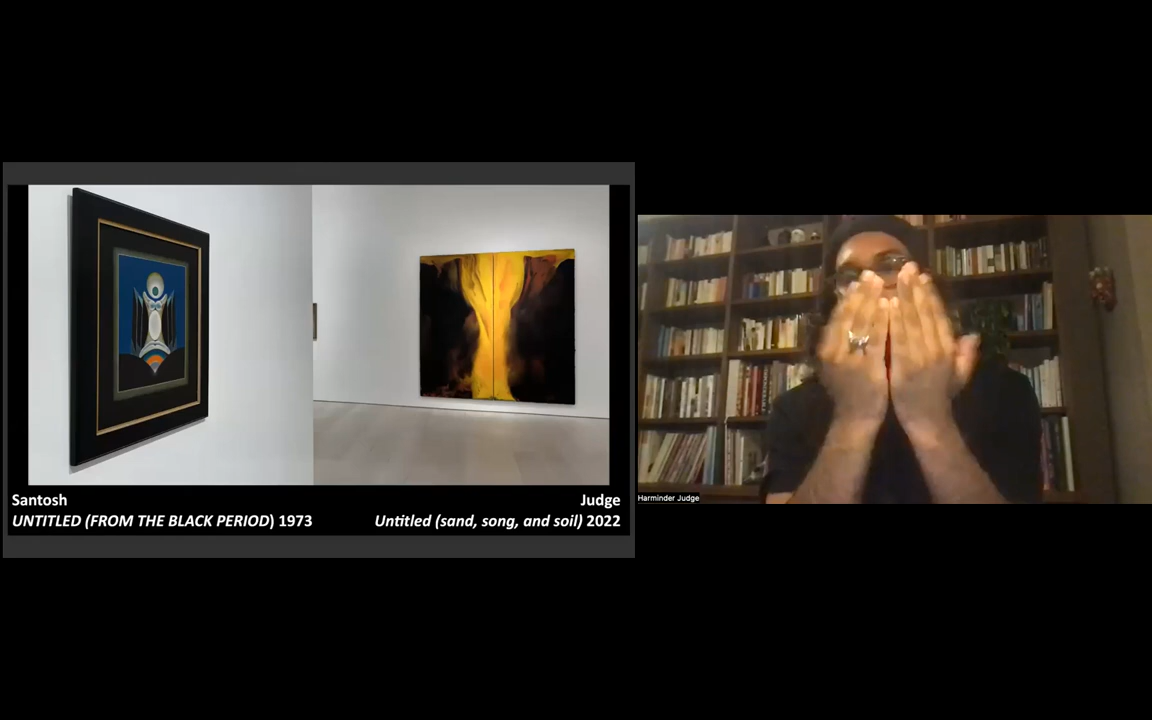 Santosh
UNTITLED (FROM THE BLACK PERIOD) 1973
Judge
Untitled (sand, song, and soil) 2022
Harminder Judge